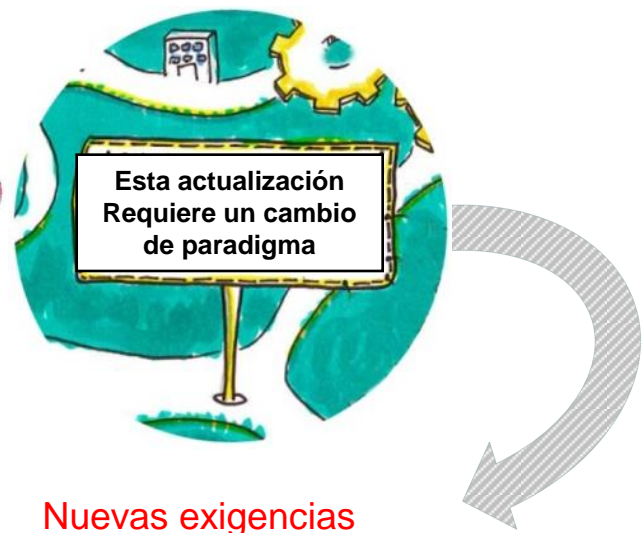 Esta actualización
Requiere un cambio
de paradigma
Nuevas exigencias